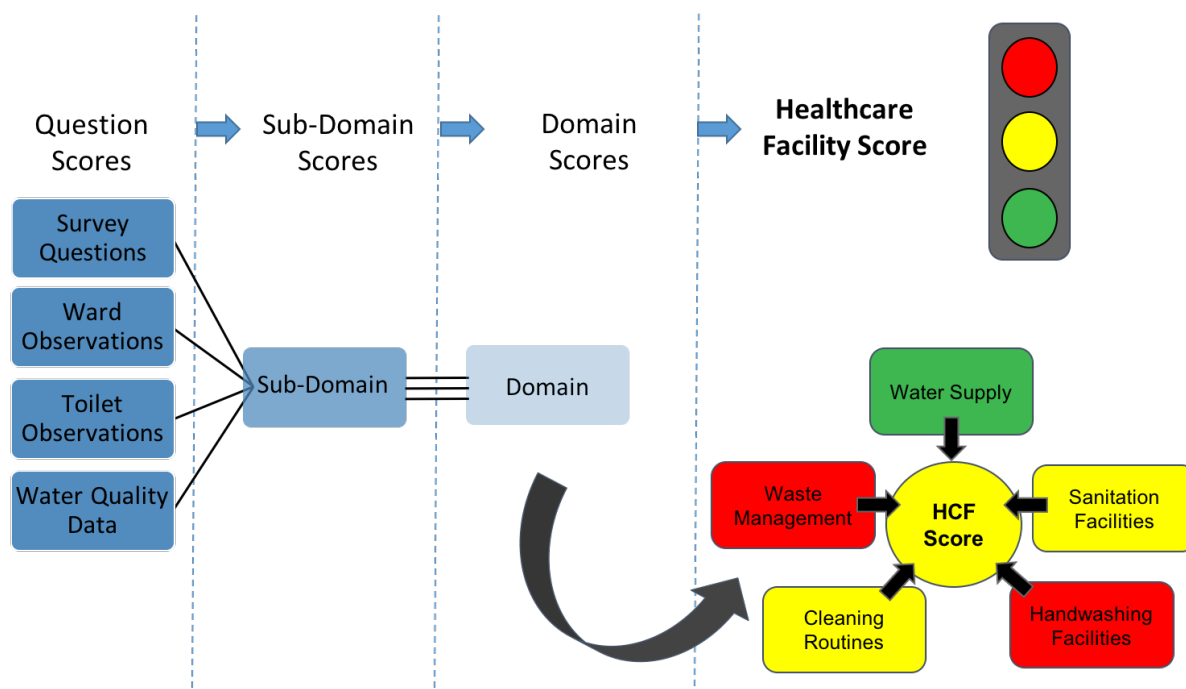 Question
Scores
Sub-Domain
Scores
Domain
Scores
Healthcare
Facility Score
Survey
Questions
Ward
Observations
Toilet
Observations
Water Quality
Data
Sub-Domain
Domain
Water Supply
Waste
Management
HCF
Score
Sanitation
Facilities
Cleaning
Routines
Handwashing
Facilities